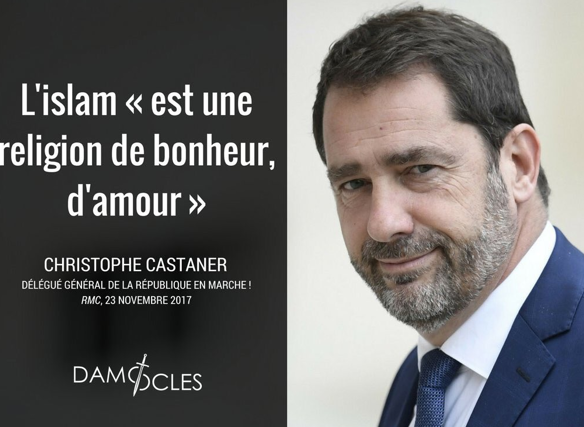 L'islam « est une
religion de bonheur,
d'amour »
CHRISTOPHE CASTANER
DÉLÉGUÉ GÉNÉRAL DE LA RÉPUBLIQUE EN MARCHE !
RMC, 23 NOVEMBRE 2017
DAMOCLES